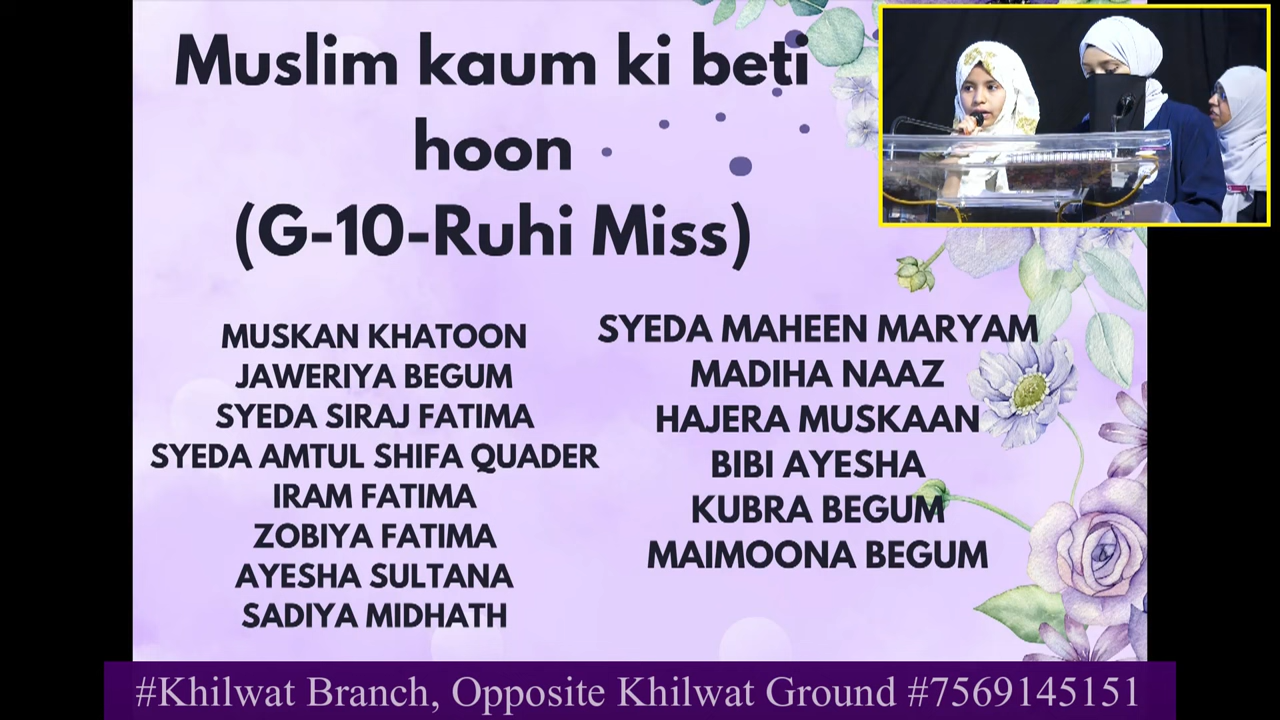 Muslim kaum ki beti
hoon
(G-10-Ruhi Miss)
MUSKAN KHATOON
JAWERIYA BEGUM
SYEDA SIRAJ FATIMA
SYEDA AMTUL SHIFA QUADER
IRAM FATIMA
ZOBIYA FATIMA
AYESHA SULTANA
SADIYA MIDHATH
SYEDA MAHEEN MARYAM
MADIHA NAAZ
HAJERA MUSKAAN
BIBI AYESHA
KUBRA BEGUM
MAIMOONA BEGUM
#Khilwat Branch, Opposite Khilwat Ground #7569145151